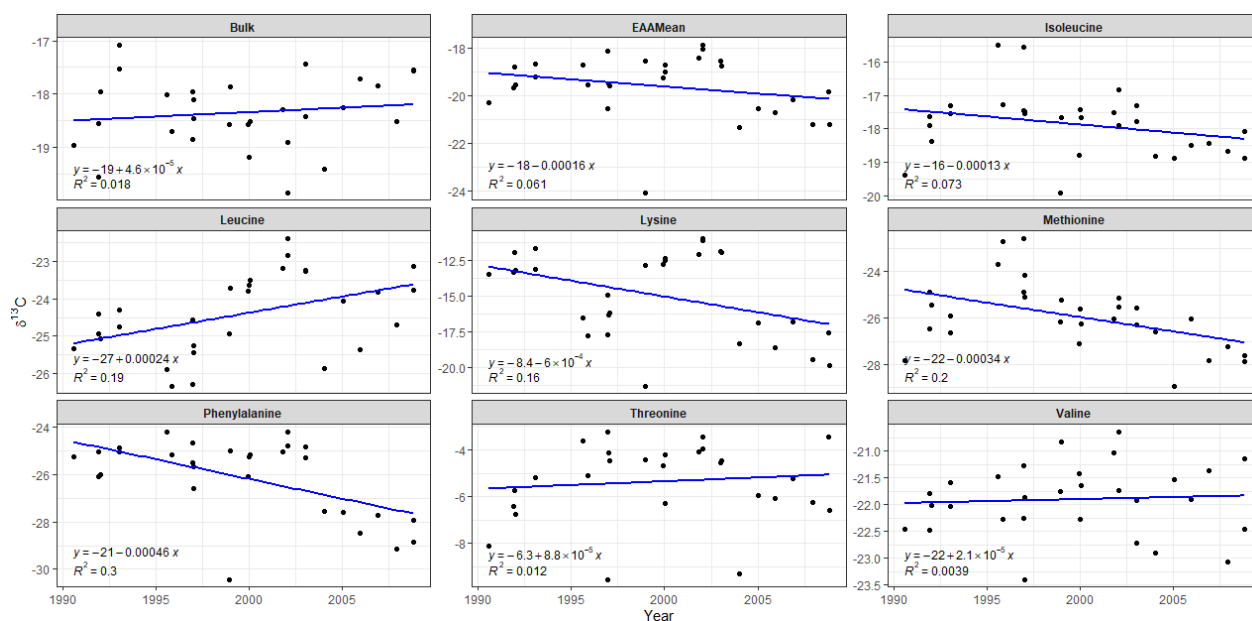 Bulk
EAAMean
Isoleucine
-17
-18
-19
y = −19 + 4.6 × 10⁻⁵ x
R² = 0.018
-18
-20
-22
-24
y = −18 − 0.00016 x
R² = 0.061
-16
-17
-18
-19
-20
y = −16 − 0.00013 x
R² = 0.073
Leucine
Lysine
Methionine
δ¹³C
-23
-24
-25
-26
y = −27 + 0.00024 x
R² = 0.19
-12.5
-15.0
-17.5
-20.0
y = −8.4 − 6 × 10⁻⁴ x
R² = 0.16
-24
-26
-28
y = −22 − 0.00034 x
R² = 0.2
Phenylalanine
Threonine
Valine
-24
-26
-28
-30
y = −21 − 0.00046 x
R² = 0.3
-4
-6
-8
y = −6.3 + 8.8 × 10⁻⁵ x
R² = 0.012
-21.0
-21.5
-22.0
-22.5
-23.0
-23.5
y = −22 + 2.1 × 10⁻⁵ x
R² = 0.0039
1990 1995 2000 2005
1990 1995 2000 2005
1990 1995 2000 2005
Year